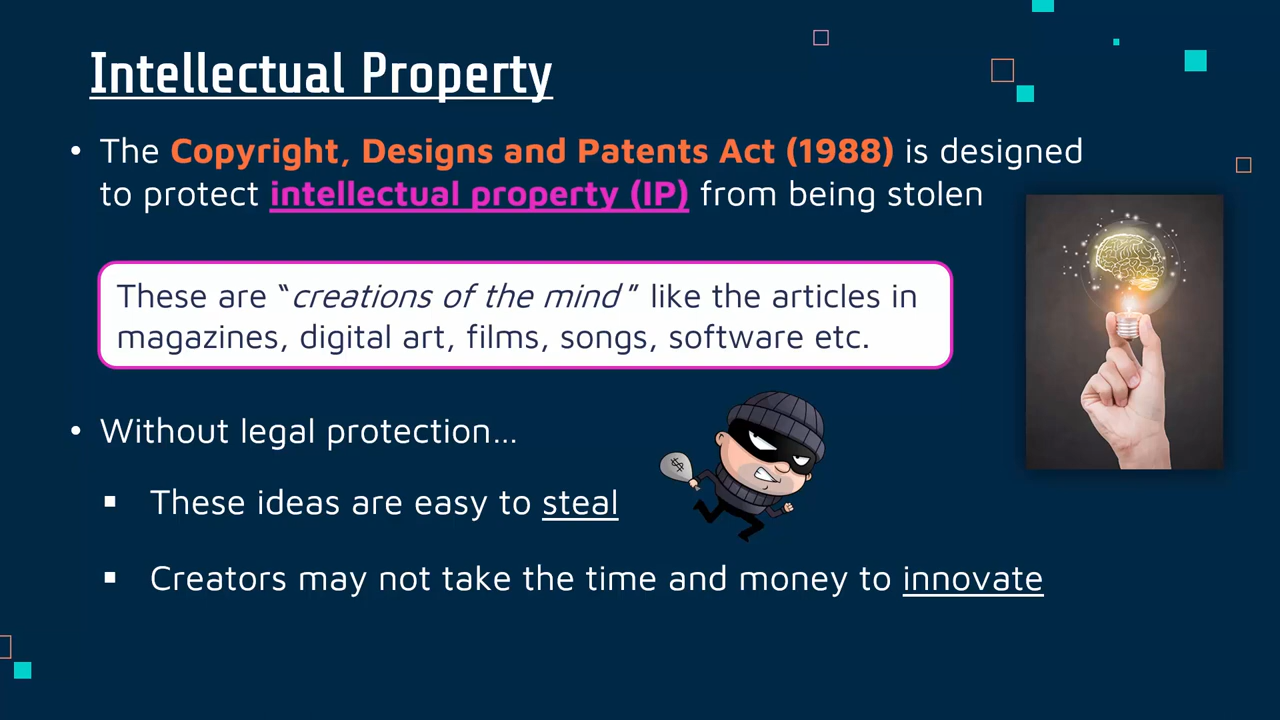 Intellectual Property
• The Copyright, Designs and Patents Act (1988) is designed
to protect intellectual property (IP) from being stolen
These are “creations of the mind” like the articles in
magazines, digital art, films, songs, software etc.
• Without legal protection...
▪ These ideas are easy to steal
$
▪ Creators may not take the time and money to innovate